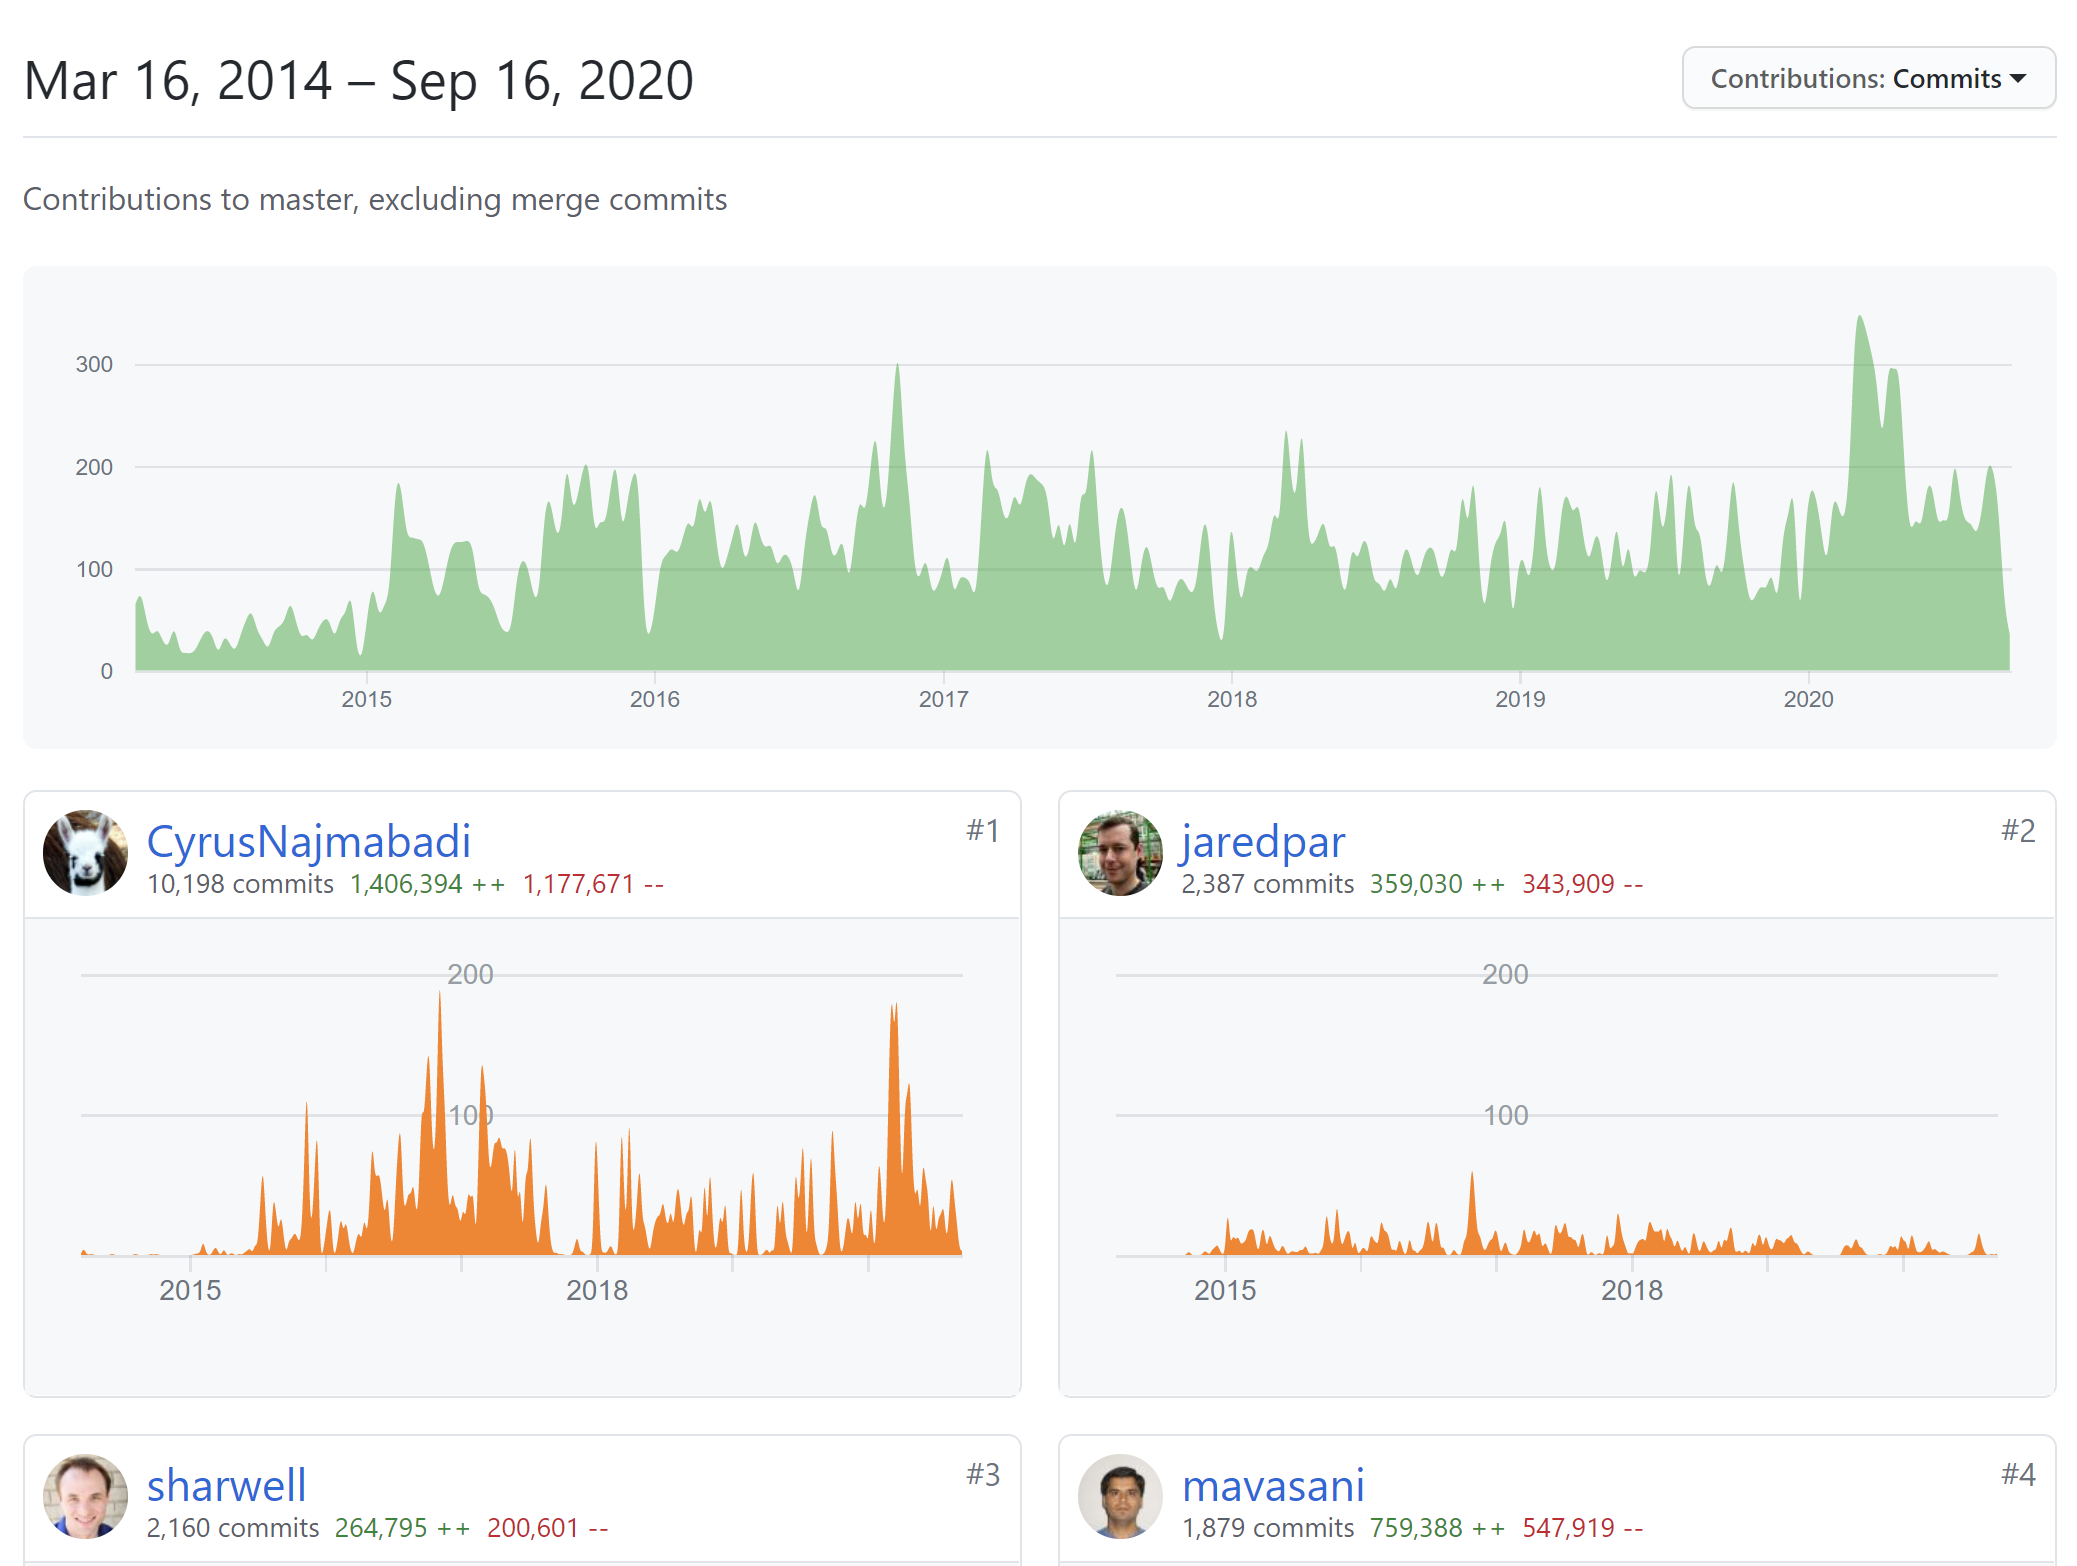 Mar 16, 2014 – Sep 16, 2020
Contributions: Commits
Contributions to master, excluding merge commits
300
200
100
0
2015 2016 2017 2018 2019 2020
CyrusNajmabadi #1
10,198 commits 1,406,394 ++ 1,177,671 --
200
100
2015 2018
jaredpar #2
2,387 commits 359,030 ++ 343,909 --
200
100
2015 2018
sharwell #3
2,160 commits 264,795 ++ 200,601 --
mavasani #4
1,879 commits 759,388 ++ 547,919 --